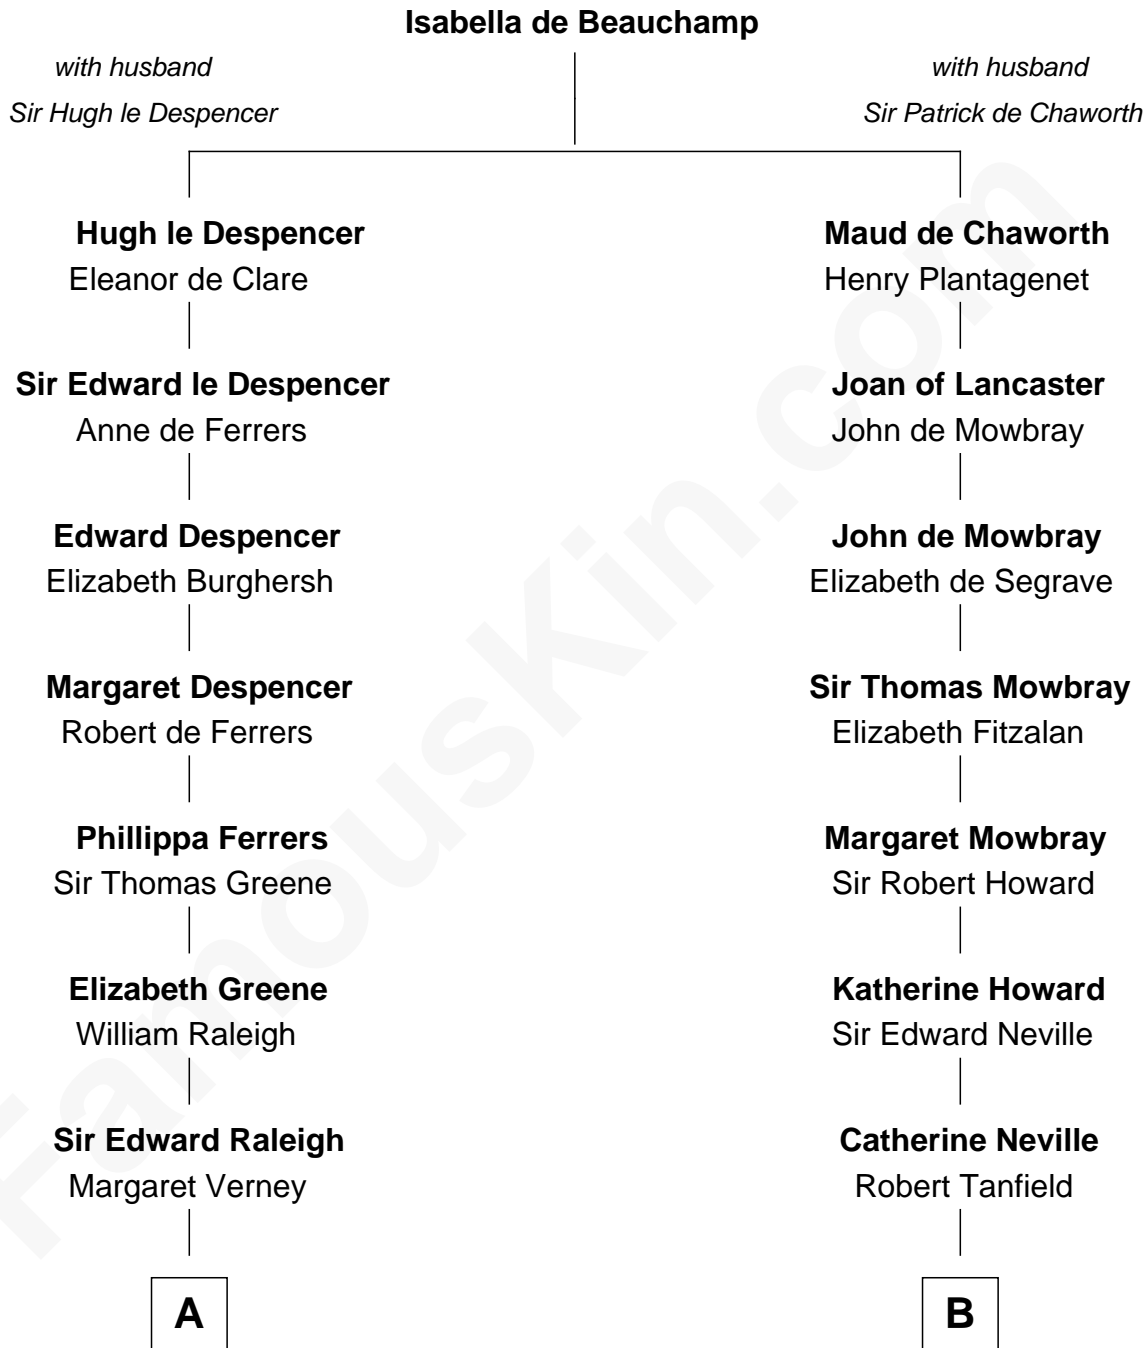 Isabella de Beauchamp
with husband
Sir Hugh le Despencer
with husband
Sir Patrick de Chaworth
Hugh le Despencer
Eleanor de Clare
Maud de Chaworth
Henry Plantagenet
Sir Edward le Despencer
Anne de Ferrers
Joan of Lancaster
John de Mowbray
Edward Despencer
Elizabeth Burghersh
John de Mowbray
Elizabeth de Segrave
Margaret Despencer
Robert de Ferrers
Sir Thomas Mowbray
Elizabeth Fitzalan
Phillippa Ferrers
Sir Thomas Greene
Margaret Mowbray
Sir Robert Howard
Elizabeth Greene
William Raleigh
Katherine Howard
Sir Edward Neville
Sir Edward Raleigh
Margaret Verney
Catherine Neville
Robert Tanfield
A
B
FamousKin.com